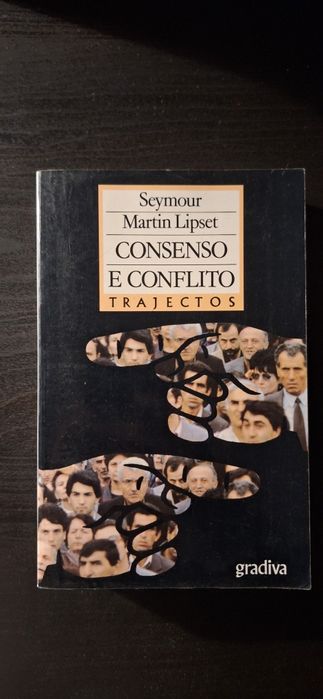 Seymour
Martin Lipset
CONSENSO
E CONFLITO
TRAJECTOS
gradiva